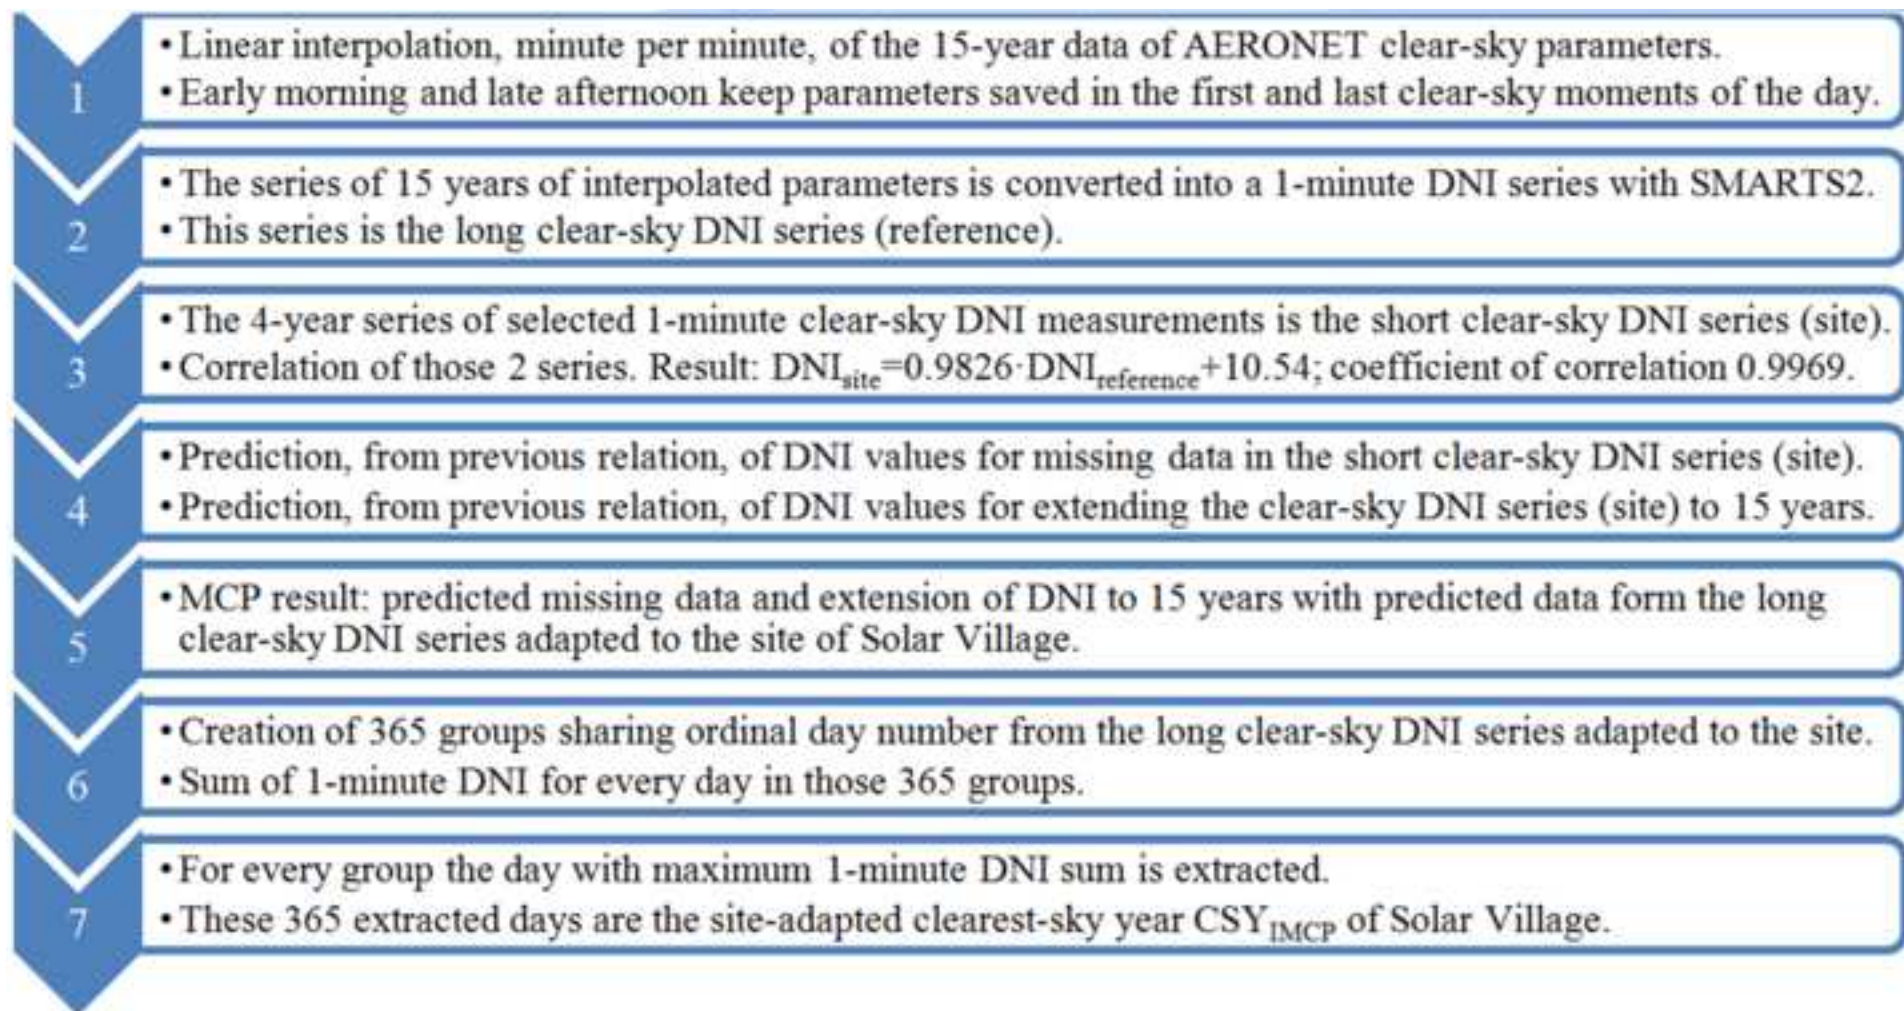 1
• Linear interpolation, minute per minute, of the 15-year data of AERONET clear-sky parameters.
• Early morning and late afternoon keep parameters saved in the first and last clear-sky moments of the day.
2
• The series of 15 years of interpolated parameters is converted into a 1-minute DNI series with SMARTS2.
• This series is the long clear-sky DNI series (reference).
3
• The 4-year series of selected 1-minute clear-sky DNI measurements is the short clear-sky DNI series (site).
• Correlation of those 2 series. Result: DNIsite=0.9826·DNIreference+10.54; coefficient of correlation 0.9969.
4
• Prediction, from previous relation, of DNI values for missing data in the short clear-sky DNI series (site).
• Prediction, from previous relation, of DNI values for extending the clear-sky DNI series (site) to 15 years.
5
• MCP result: predicted missing data and extension of DNI to 15 years with predicted data form the long
clear-sky DNI series adapted to the site of Solar Village.
6
• Creation of 365 groups sharing ordinal day number from the long clear-sky DNI series adapted to the site.
• Sum of 1-minute DNI for every day in those 365 groups.
7
• For every group the day with maximum 1-minute DNI sum is extracted.
• These 365 extracted days are the site-adapted clearest-sky year CSYIMCP of Solar Village.